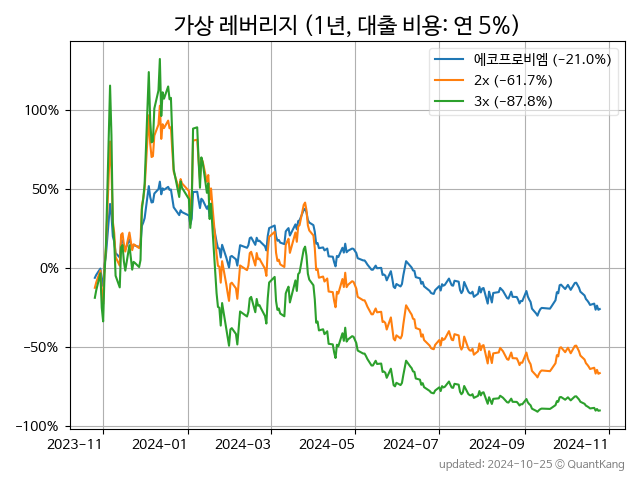 가상 레버리지 (1년, 대출 비용: 연 5%)
에코프로비엠 (−21.0%)
2x (−61.7%)
3x (−87.8%)
100%
50%
0%
−50%
−100%
2023-11 2024-01 2024-03 2024-05 2024-07 2024-09 2024-11
updated: 2024-10-25 © QuantKang